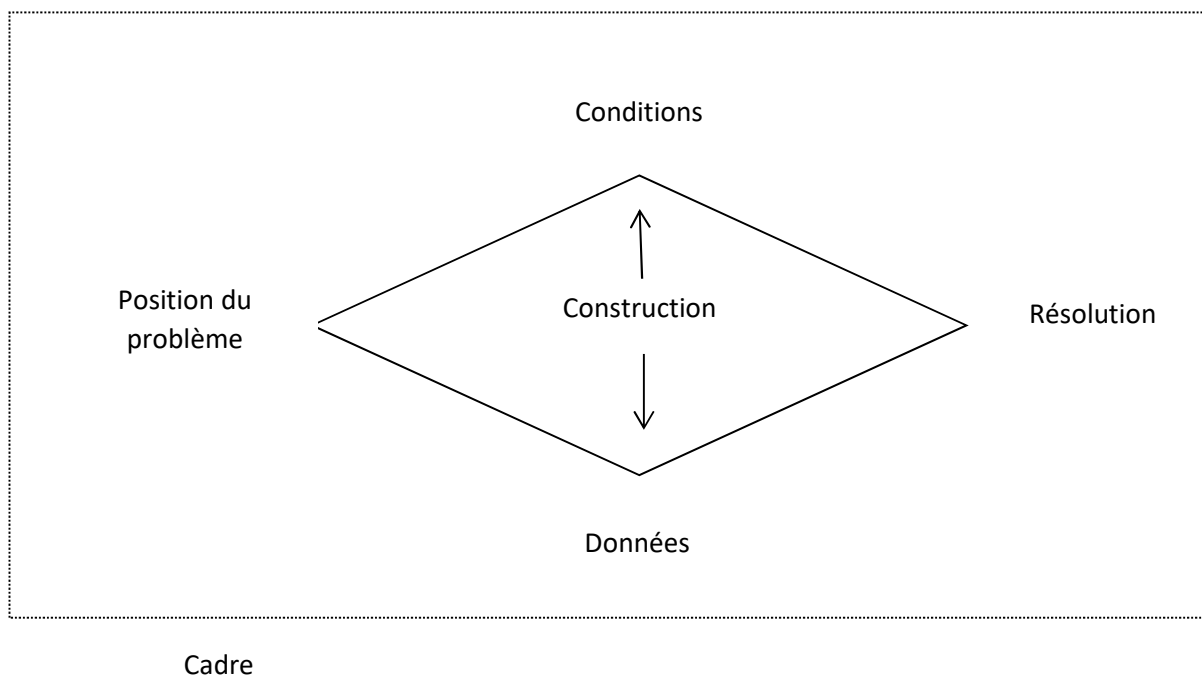 Conditions
Position du
problème
Construction
Résolution
Données
Cadre